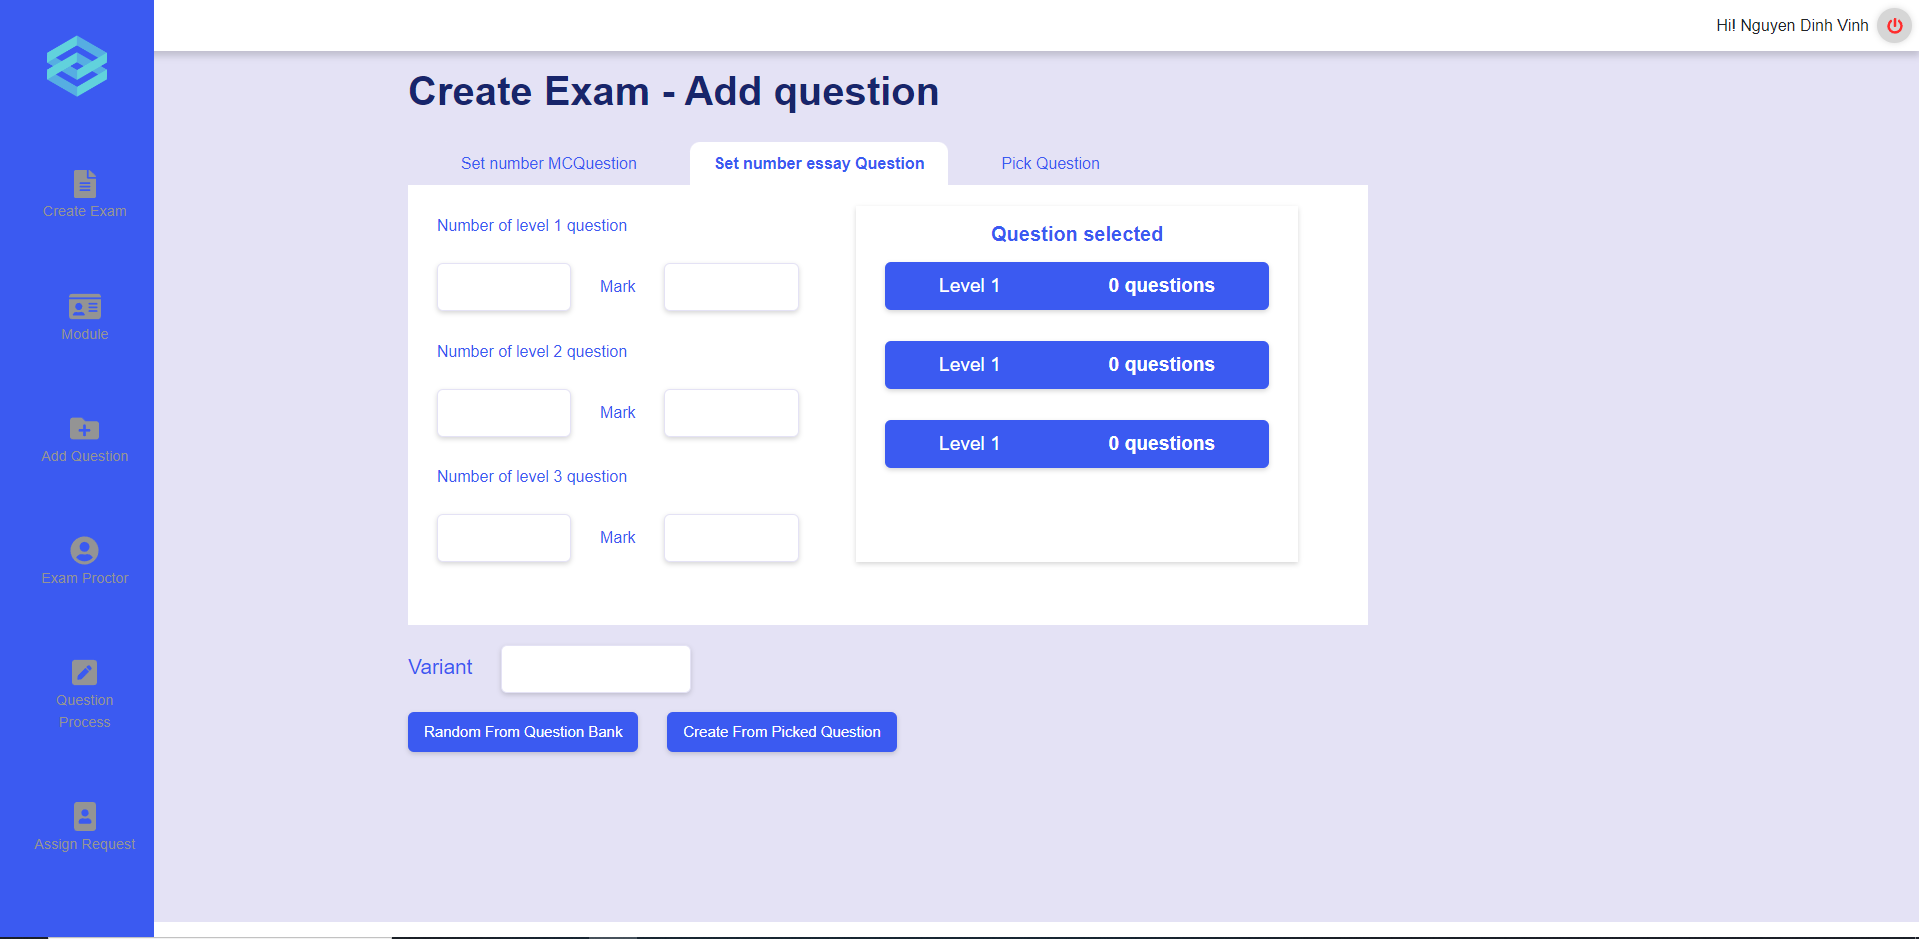 Hi! Nguyen Dinh Vinh
Create Exam
Module
Add Question
Exam Proctor
Question
Process
Assign Request
Create Exam - Add question
Set number MCQuestion
Set number essay Question
Pick Question
Number of level 1 question
Mark
Number of level 2 question
Mark
Number of level 3 question
Mark
Question selected
Level 1 0 questions
Level 1 0 questions
Level 1 0 questions
Variant
Random From Question Bank
Create From Picked Question